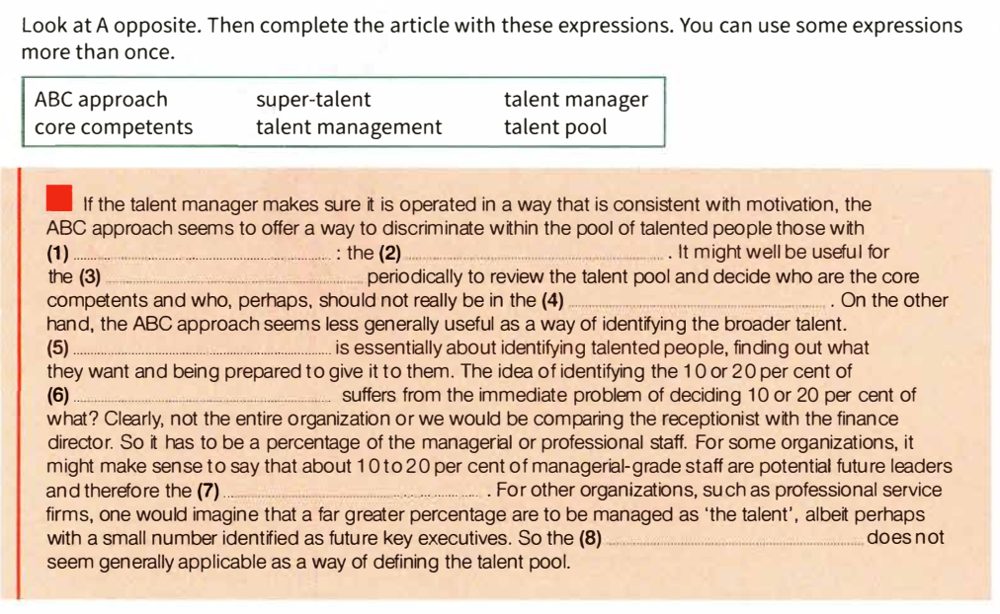 Look at A opposite. Then complete the article with these expressions. You can use some expressions
more than once.
ABC approach super-talent talent manager
core competents talent management talent pool
If the talent manager makes sure it is operated in a way that is consistent with motivation, the
ABC approach seems to offer a way to discriminate within the pool of talented people those with
(1) ........................ : the (2) ........................ . It might well be useful for
the (3) ........................ periodically to review the talent pool and decide who are the core
competents and who, perhaps, should not really be in the (4) ........................ . On the other
hand, the ABC approach seems less generally useful as a way of identifying the broader talent.
(5) ........................ is essentially about identifying talented people, finding out what
they want and being prepared to give it to them. The idea of identifying the 10 or 20 per cent of
(6) ........................ suffers from the immediate problem of deciding 10 or 20 per cent of
what? Clearly, not the entire organization or we would be comparing the receptionist with the finance
director. So it has to be a percentage of the managerial or professional staff. For some organizations, it
might make sense to say that about 10 to 20 per cent of managerial-grade staff are potential future leaders
and therefore the (7) ........................ . For other organizations, such as professional service
firms, one would imagine that a far greater percentage are to be managed as 'the talent', albeit perhaps
with a small number identified as future key executives. So the (8) ........................ does not
seem generally applicable as a way of defining the talent pool.